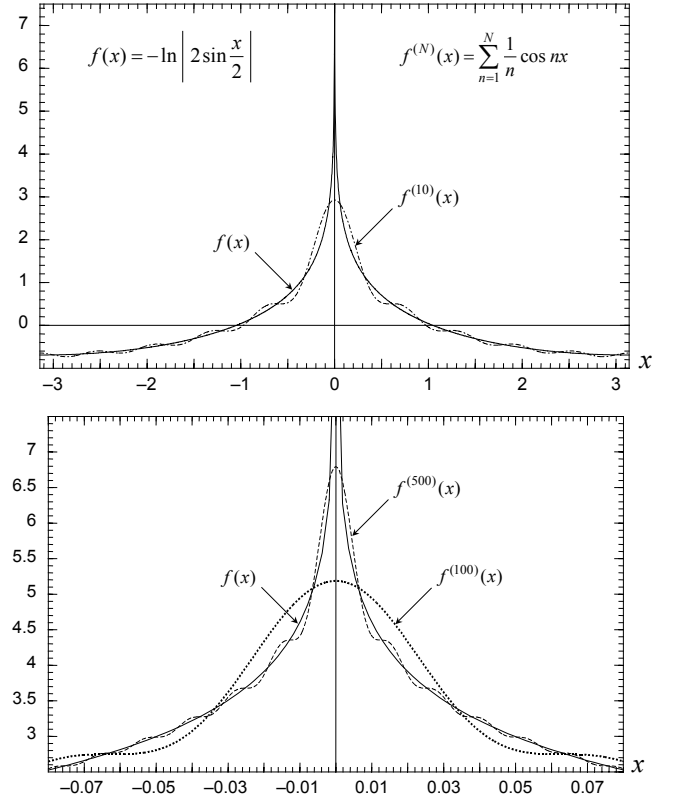 7
f(x) = −ln | 2 sin x/2 |
f^(N)(x) = ∑_{n=1}^{N} 1/n cos nx
6
5
4
3
f^(10)(x)
2
f(x)
1
0
−3 −2 −1 0 1 2 3 x
7
6.5
f^(500)(x)
6
5.5
f(x)
f^(100)(x)
5
4.5
4
3.5
3
x
−0.07 −0.05 −0.03 −0.01 0.01 0.03 0.05 0.07